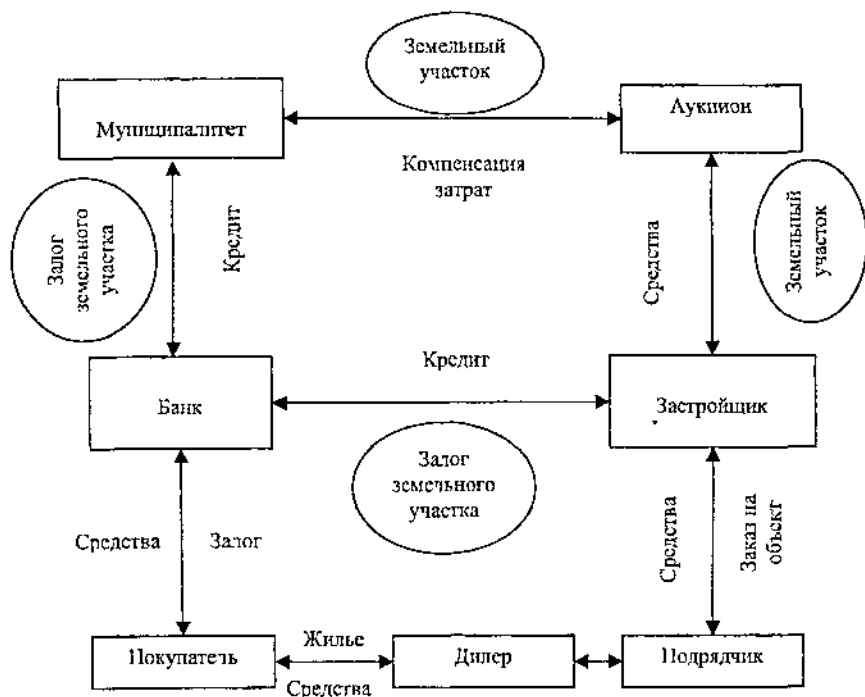 Земельный
участок
Муниципалитет
Аукцион
Компенсация
затрат
Залог
земельного
участка
Кредит
Средства
Земельный
участок
Банк
Кредит
Застройщик
Залог
земельного
участка
Средства
Залог
Средства
Заказ на
объект
Покупатель
Жилье
Средства
Дилер
Подрядчик